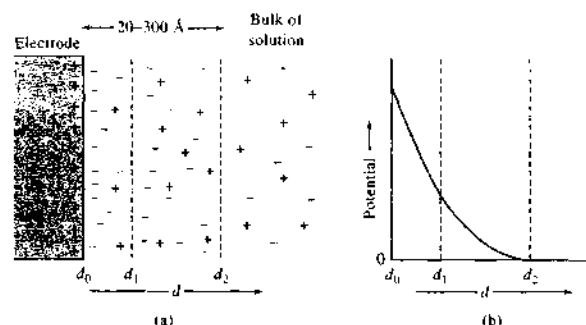 20–300 Å
Bulk of
solution
Electrode
d₀ d₁ d₂
d
(a)
Potential
0
d₀ d₁ d₂
d
(b)